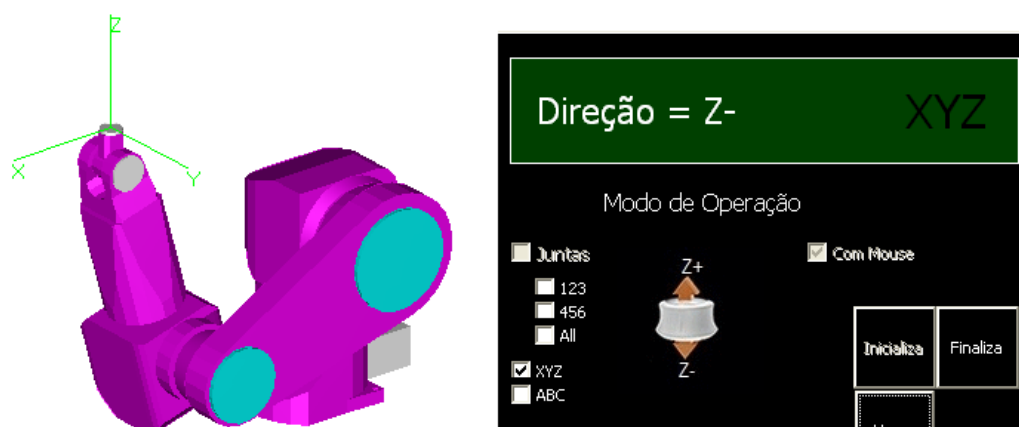 Z
X
Y
Direção = Z-
XYZ
Modo de Operação
Juntas
Z+
Com Mouse
123
456
All
Inicializa
Finaliza
Z-
XYZ
ABC